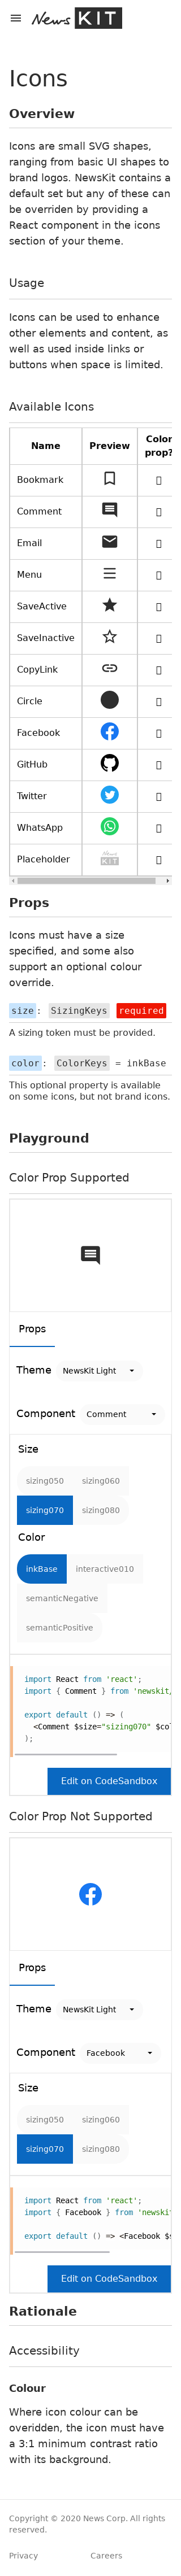 News KIT
Icons
Overview
Icons are small SVG shapes,
ranging from basic UI shapes to
brand logos. NewsKit contains a
default set but any of these can
be overriden by providing a
React component in the icons
section of your theme.
Usage
Icons can be used to enhance
other elements and content, as
well as used inside links or
buttons when space is limited.
Available Icons
Name Preview Color prop?
Bookmark
Comment
Email
Menu
SaveActive
SaveInactive
CopyLink
Circle
Facebook
GitHub
Twitter
WhatsApp
Placeholder
Props
Icons must have a size
specified, and some also
support an optional colour
override.
size: SizingKeys required
A sizing token must be provided.
color: ColorKeys = inkBase
This optional property is available
on some icons, but not brand icons.
Playground
Color Prop Supported
Props
Theme NewsKit Light
Component Comment
Size
sizing050 sizing060
sizing070 sizing080
Color
inkBase interactive010
semanticNegative
semanticPositive
import React from 'react';
import { Comment } from 'newskit/
export default () => (
<Comment $size="sizing070" $col
);
Edit on CodeSandbox
Color Prop Not Supported
Props
Theme NewsKit Light
Component Facebook
Size
sizing050 sizing060
sizing070 sizing080
import React from 'react';
import { Facebook } from 'newskit
export default () => <Facebook $s
Edit on CodeSandbox
Rationale
Accessibility
Colour
Where icon colour can be
overidden, the icon must have
a 3:1 minimum contrast ratio
with its background.
Copyright © 2020 News Corp. All rights
reserved.
Privacy Careers